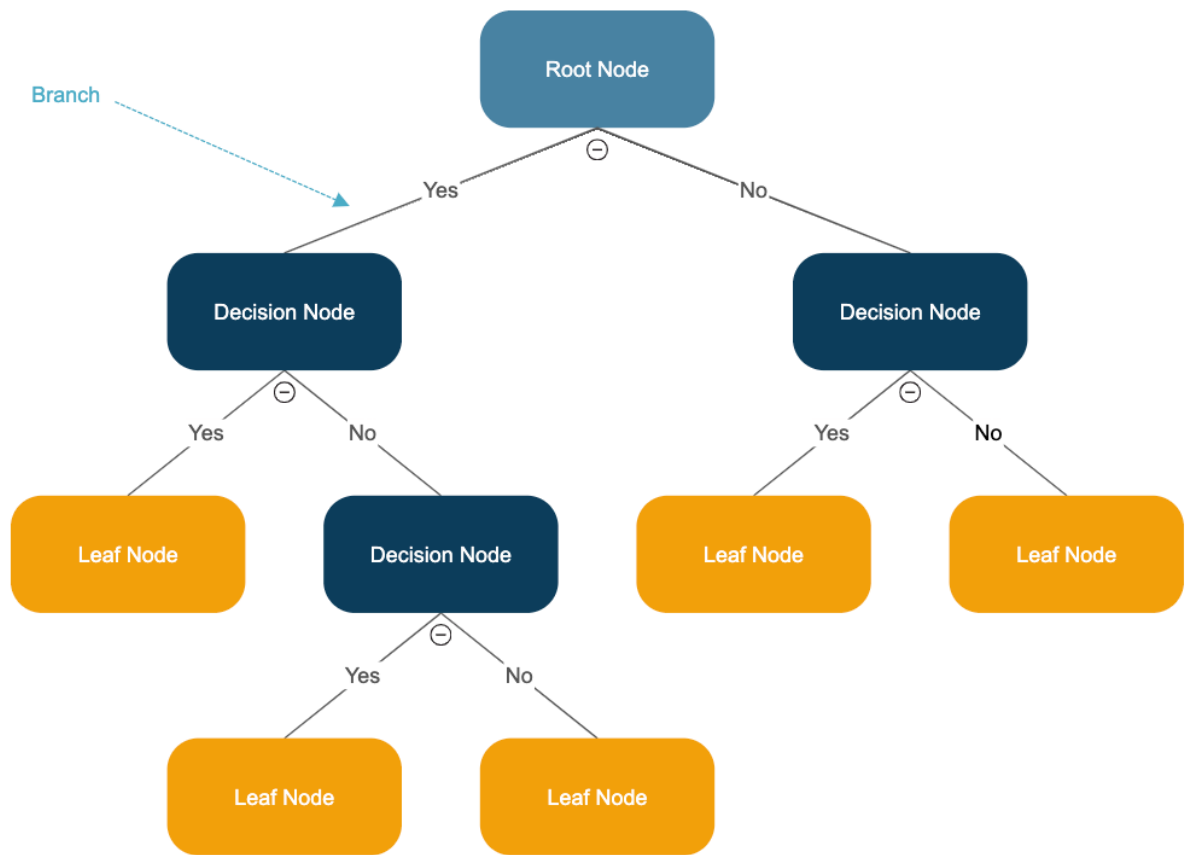 Root Node
Branch
Yes
No
Decision Node
Decision Node
Yes
No
Yes
No
Leaf Node
Decision Node
Leaf Node
Leaf Node
Yes
No
Leaf Node
Leaf Node